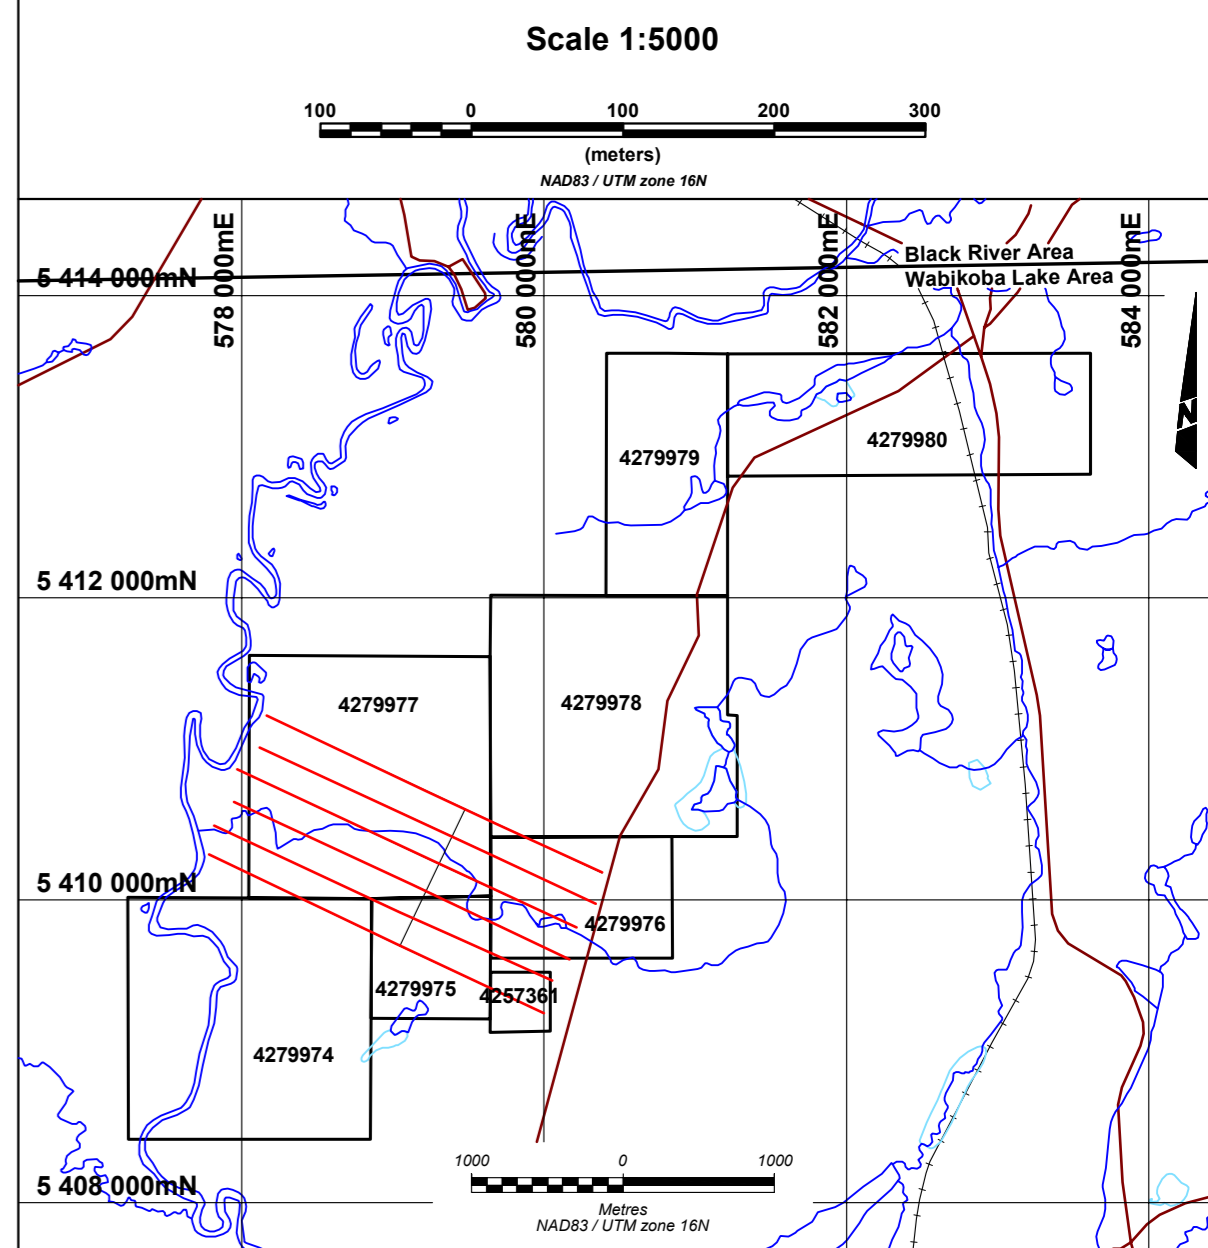 Scale 1:5000
100 0 100 200 300
(meters)
NAD83 / UTM zone 16N
578 000mE
580 000mE
582 000mE
584 000mE
Black River Area
Wabikoba Lake Area
5 414 000mN
N
4279980
4279979
5 412 000mN
4279977
4279978
5 410 000mN
4279976
4279975
4257361
4279974
5 408 000mN
1000 0 1000
Metres
NAD83 / UTM zone 16N